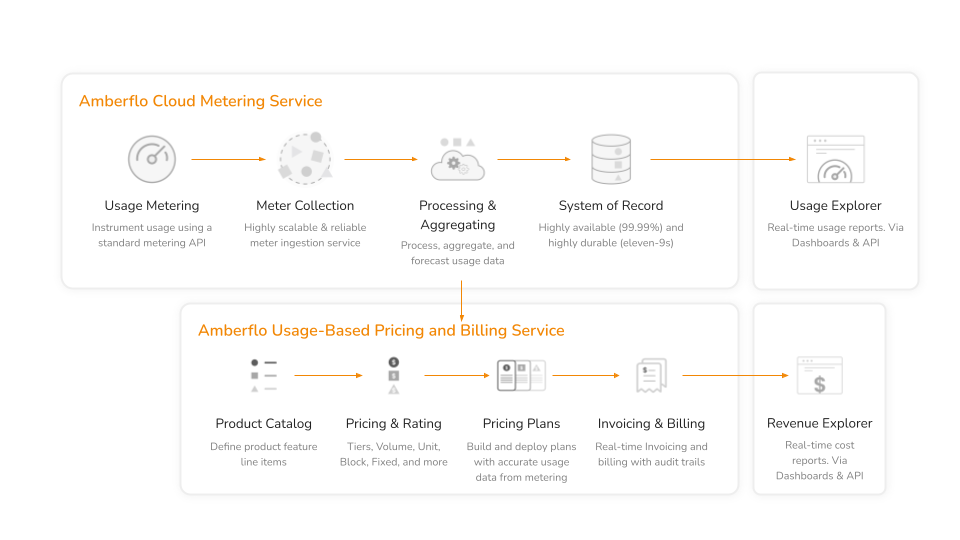 Amberflo Cloud Metering Service
Usage Metering
Instrument usage using a
standard metering API
Meter Collection
Highly scalable & reliable
meter ingestion service
Processing &
Aggregating
Process, aggregate, and
forecast usage data
System of Record
Highly available (99.99%) and
highly durable (eleven-9s)
Usage Explorer
Real-time usage reports. Via
Dashboards & API
Amberflo Usage-Based Pricing and Billing Service
Product Catalog
Define product feature
line items
$
$
Pricing & Rating
Tiers, Volume, Unit,
Block, Fixed, and more
$ $
Pricing Plans
Build and deploy plans
with accurate usage
data from metering
$
Invoicing & Billing
Real-time Invoicing and
billing with audit trails
$
Revenue Explorer
Real-time cost
reports. Via
Dashboards & API